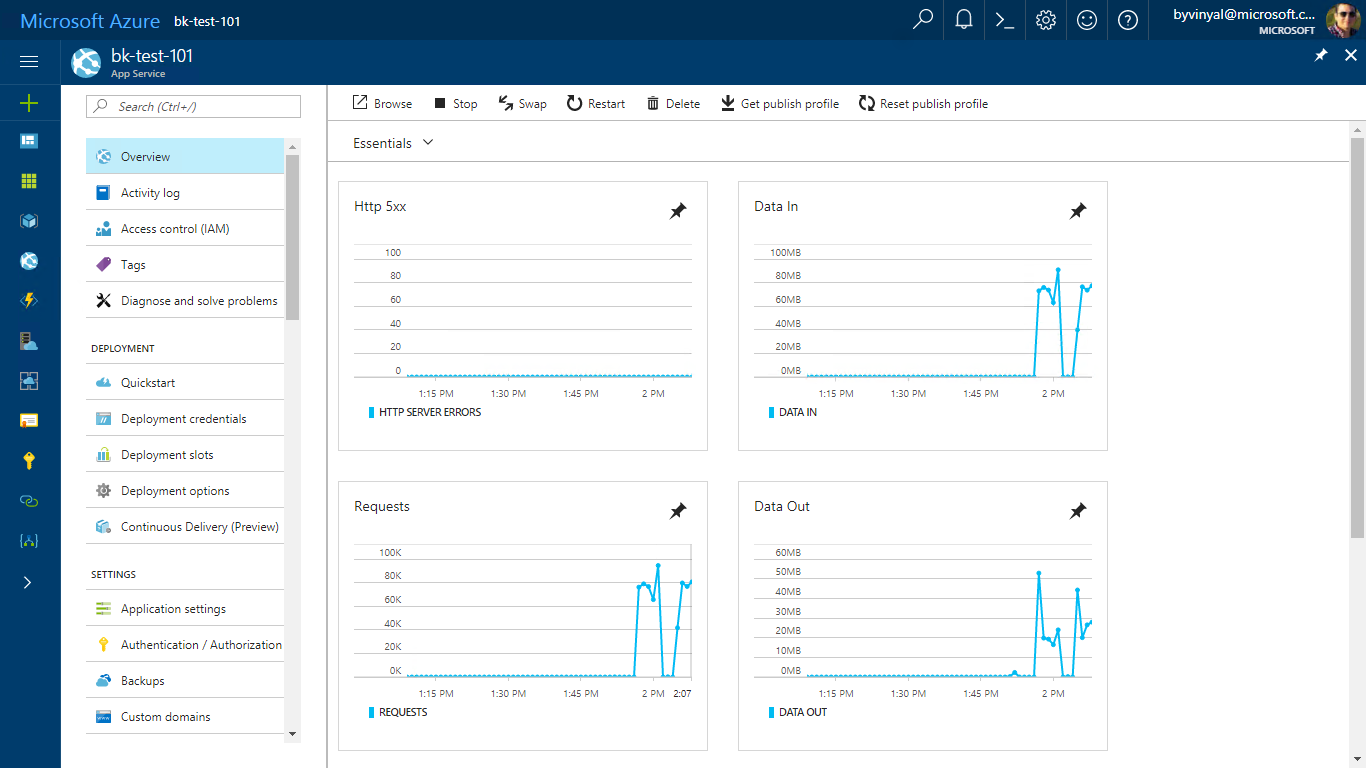 Microsoft Azure bk-test-101
byvinyal@microsoft.c...
MICROSOFT
bk-test-101
App Service
Search (Ctrl+/)
Overview
Activity log
Access control (IAM)
Tags
Diagnose and solve problems
DEPLOYMENT
Quickstart
Deployment credentials
Deployment slots
Deployment options
Continuous Delivery (Preview)
SETTINGS
Application settings
Authentication / Authorization
Backups
Custom domains
Browse Stop Swap Restart Delete Get publish profile Reset publish profile
Essentials
Http 5xx
100
80
60
40
20
0
1:15 PM 1:30 PM 1:45 PM 2 PM
HTTP SERVER ERRORS
Data In
100MB
80MB
60MB
40MB
20MB
0MB
1:15 PM 1:30 PM 1:45 PM 2 PM
DATA IN
Requests
100K
80K
60K
40K
20K
0K
1:15 PM 1:30 PM 1:45 PM 2 PM 2:07
REQUESTS
Data Out
60MB
50MB
40MB
30MB
20MB
10MB
0MB
1:15 PM 1:30 PM 1:45 PM 2 PM
DATA OUT